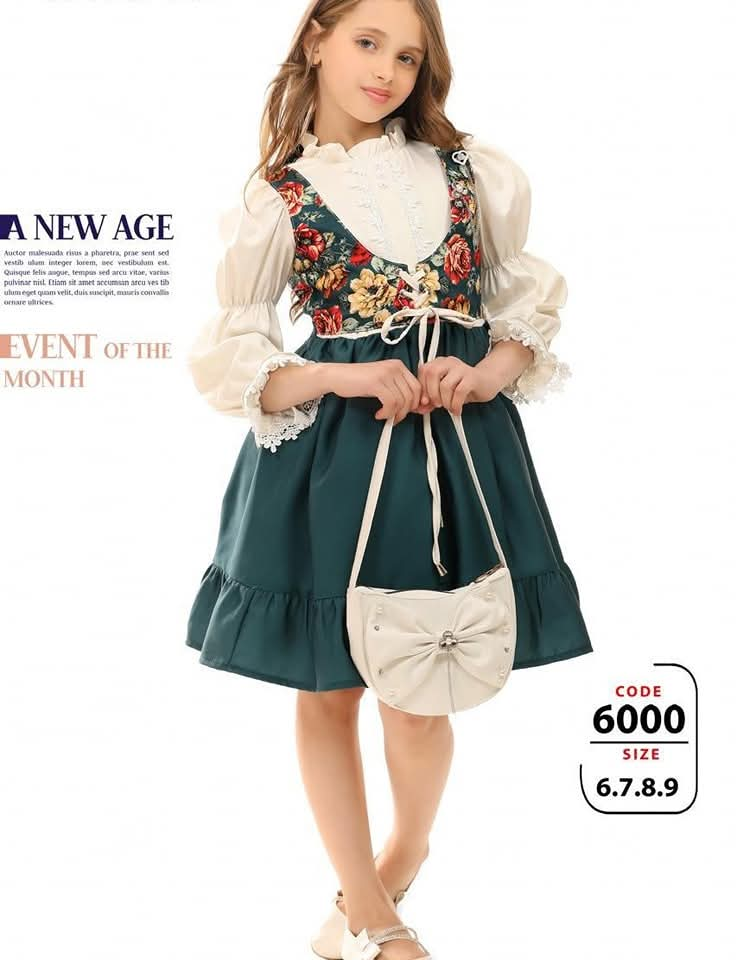 A NEW AGE
Auctor malesuada risus a pharetra, prae sent sed
vestib ulum integer lorem, nec vestibulum est.
Quisque felis augue, tempus sed arcu vitae, varius
pulvinar nisl. Etiam sit amet accumsan arcu ves tib
ulum eget quam velit, duis suscipit, mauris convallis
ornare ultrices.
EVENT OF THE
MONTH
CODE
6000
SIZE
6.7.8.9